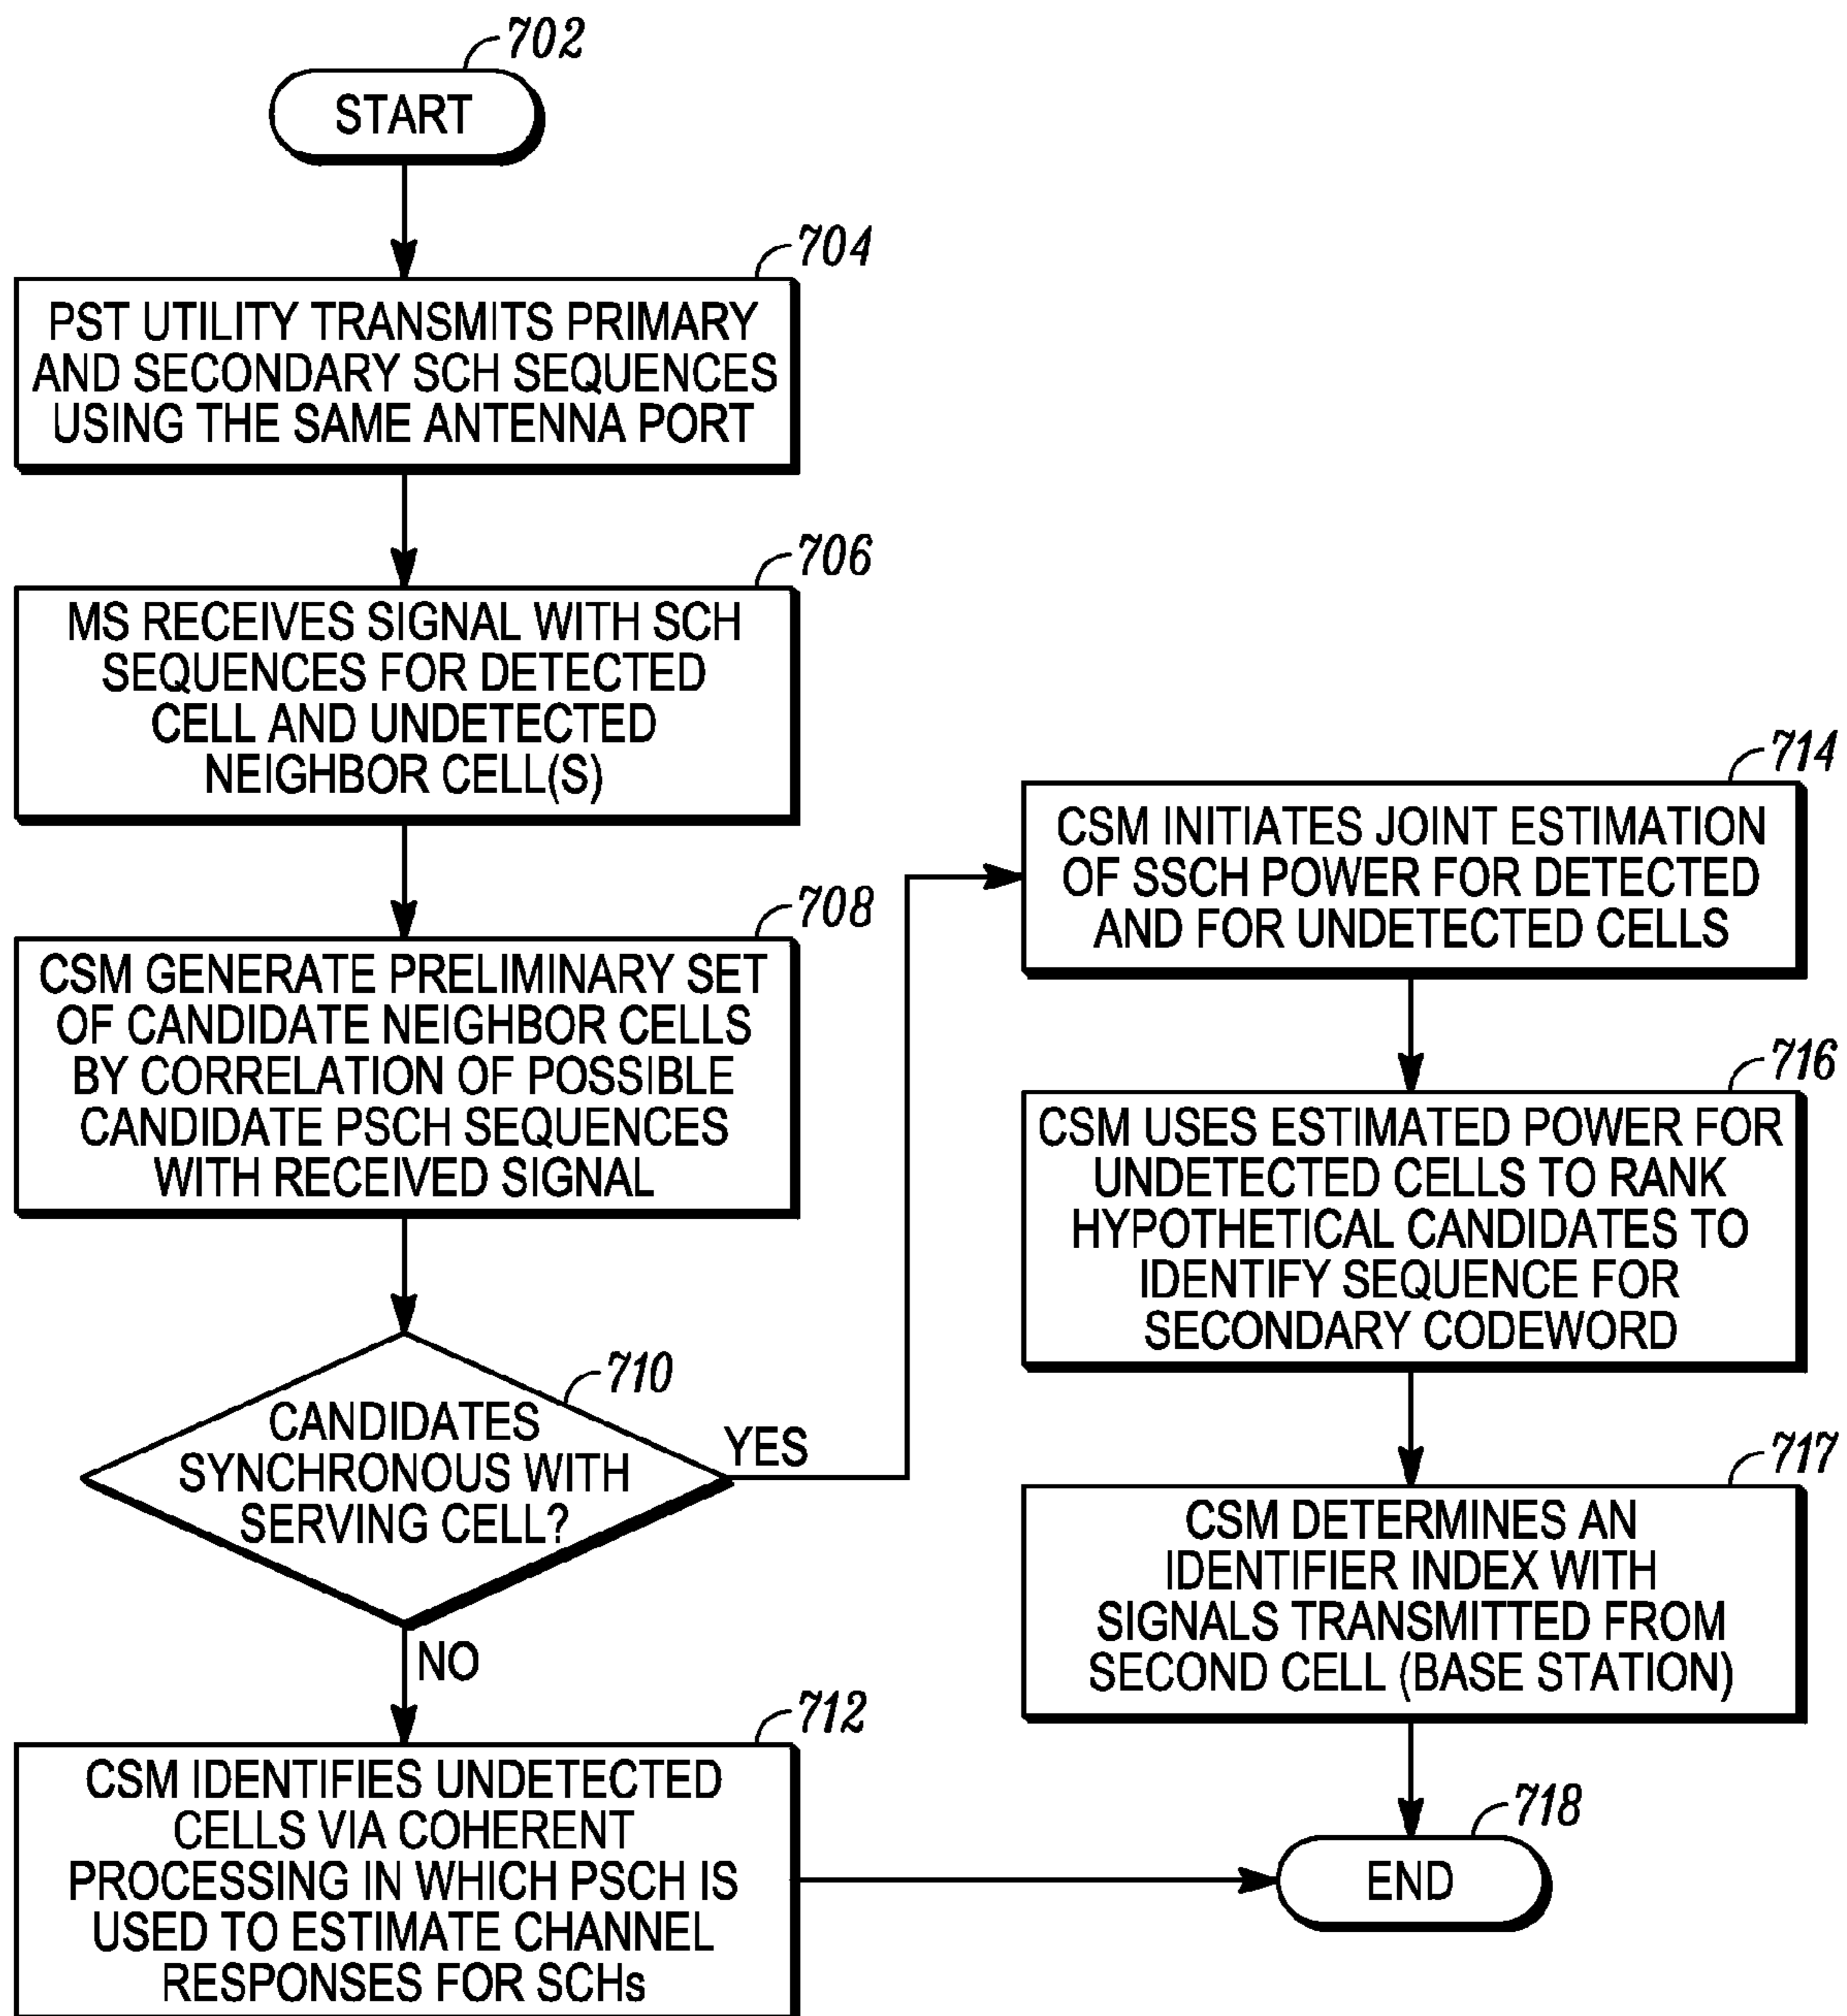 702
START
704
PST UTILITY TRANSMITS PRIMARY
AND SECONDARY SCH SEQUENCES
USING THE SAME ANTENNA PORT
706
MS RECEIVES SIGNAL WITH SCH
SEQUENCES FOR DETECTED
CELL AND UNDETECTED
NEIGHBOR CELL(S)
708
CSM GENERATE PRELIMINARY SET
OF CANDIDATE NEIGHBOR CELLS
BY CORRELATION OF POSSIBLE
CANDIDATE PSCH SEQUENCES
WITH RECEIVED SIGNAL
710
CANDIDATES
SYNCHRONOUS WITH
SERVING CELL?
YES
NO
712
CSM IDENTIFIES UNDETECTED
CELLS VIA COHERENT
PROCESSING IN WHICH PSCH IS
USED TO ESTIMATE CHANNEL
RESPONSES FOR SCHs
714
CSM INITIATES JOINT ESTIMATION
OF SSCH POWER FOR DETECTED
AND FOR UNDETECTED CELLS
716
CSM USES ESTIMATED POWER FOR
UNDETECTED CELLS TO RANK
HYPOTHETICAL CANDIDATES TO
IDENTIFY SEQUENCE FOR
SECONDARY CODEWORD
717
CSM DETERMINES AN
IDENTIFIER INDEX WITH
SIGNALS TRANSMITTED FROM
SECOND CELL (BASE STATION)
718
END